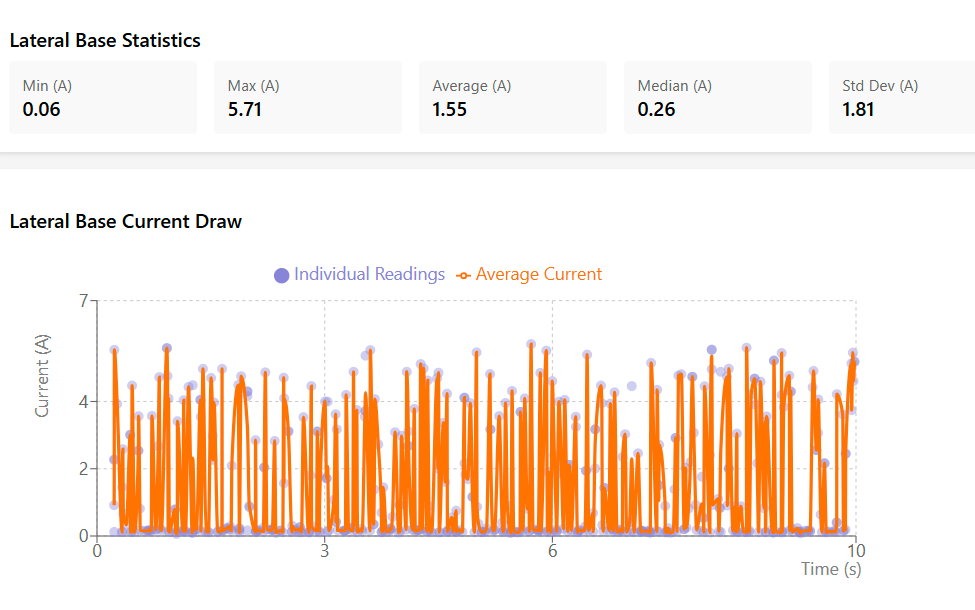 Lateral Base Statistics
Min (A) Max (A) Average (A) Median (A) Std Dev (A)
0.06 5.71 1.55 0.26 1.81
Lateral Base Current Draw
Individual Readings Average Current
7
4
2
0
Current (A)
0 3 6 10
Time (s)